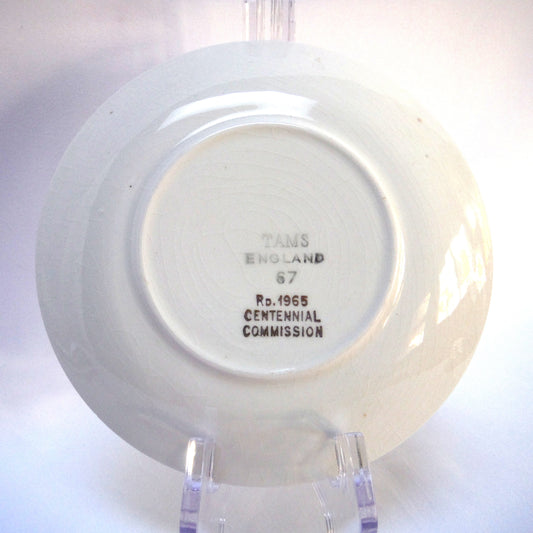 TAMS
ENGLAND
67
RD.1965
CENTENNIAL
COMMISSION